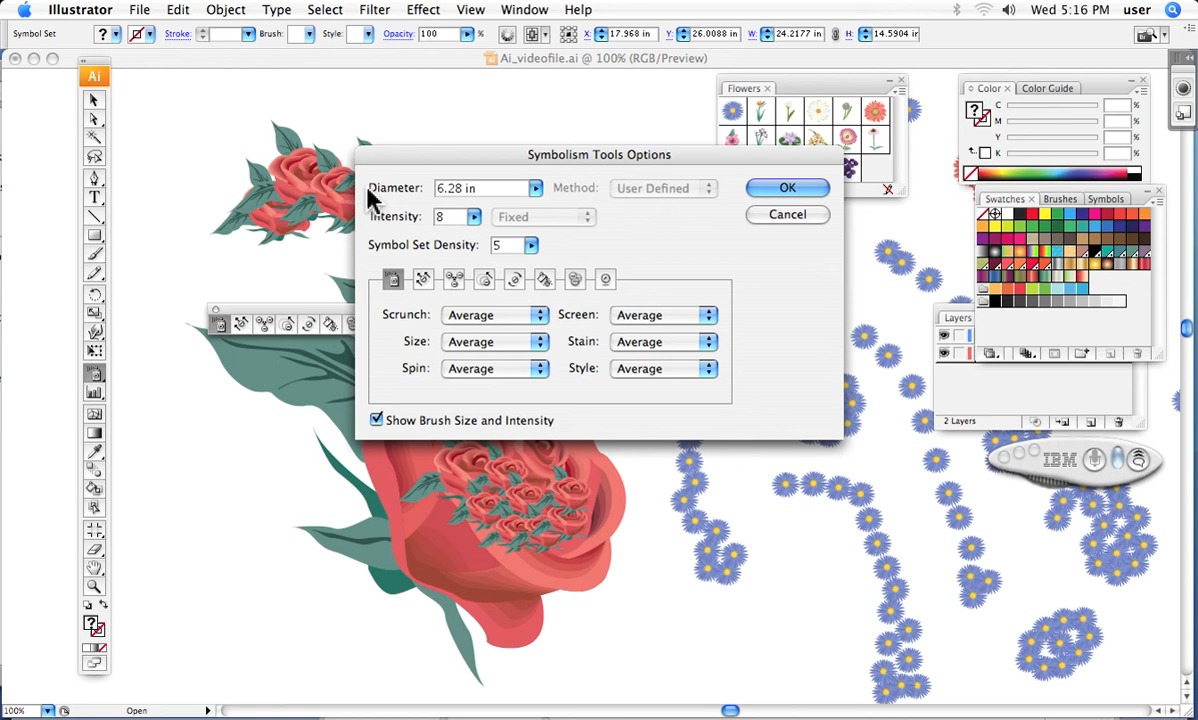 Illustrator File Edit Object Type Select Filter Effect View Window Help Wed 5:16 PM user
Symbol Set ? Stroke: Brush: Style: Opacity: 100 % X: 17.968 in Y: 26.0088 in W: 24.2177 in H: 14.5904 in
Ai_videofile.ai @ 100% (RGB/Preview)
Ai
Flowers
Color Color Guide
?
C %
M %
Y %
K %
Symbolism Tools Options
Diameter: 6.28 in Method: User Defined OK
Intensity: 8 Fixed Cancel
Symbol Set Density: 5
Scrunch: Average Screen: Average
Size: Average Stain: Average
Spin: Average Style: Average
Show Brush Size and Intensity
Swatches Brushes Symbols
Layers
2 Layers
IBM
T
?
100% Open